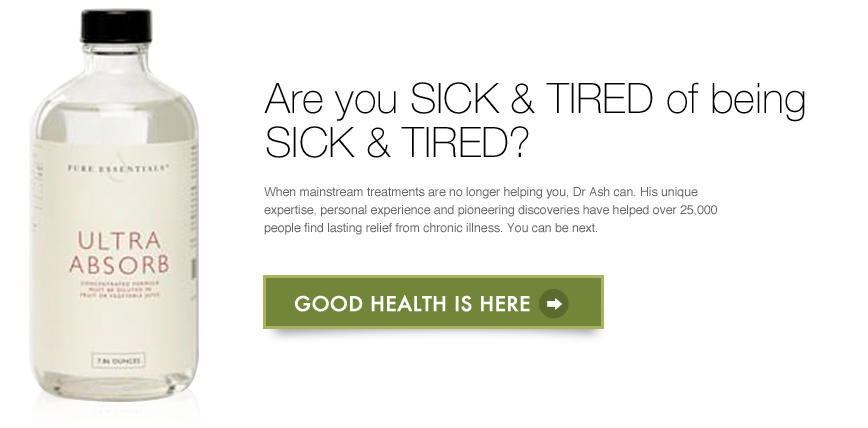 PURE ESSENTIALS®
ULTRA
ABSORB
CONCENTRATED FORMULA
MUST BE DILUTED IN
FRUIT OR VEGETABLE JUICE
7.86 OUNCES
Are you SICK & TIRED of being
SICK & TIRED?
When mainstream treatments are no longer helping you, Dr Ash can. His unique
expertise, personal experience and pioneering discoveries have helped over 25,000
people find lasting relief from chronic illness. You can be next.
GOOD HEALTH IS HERE